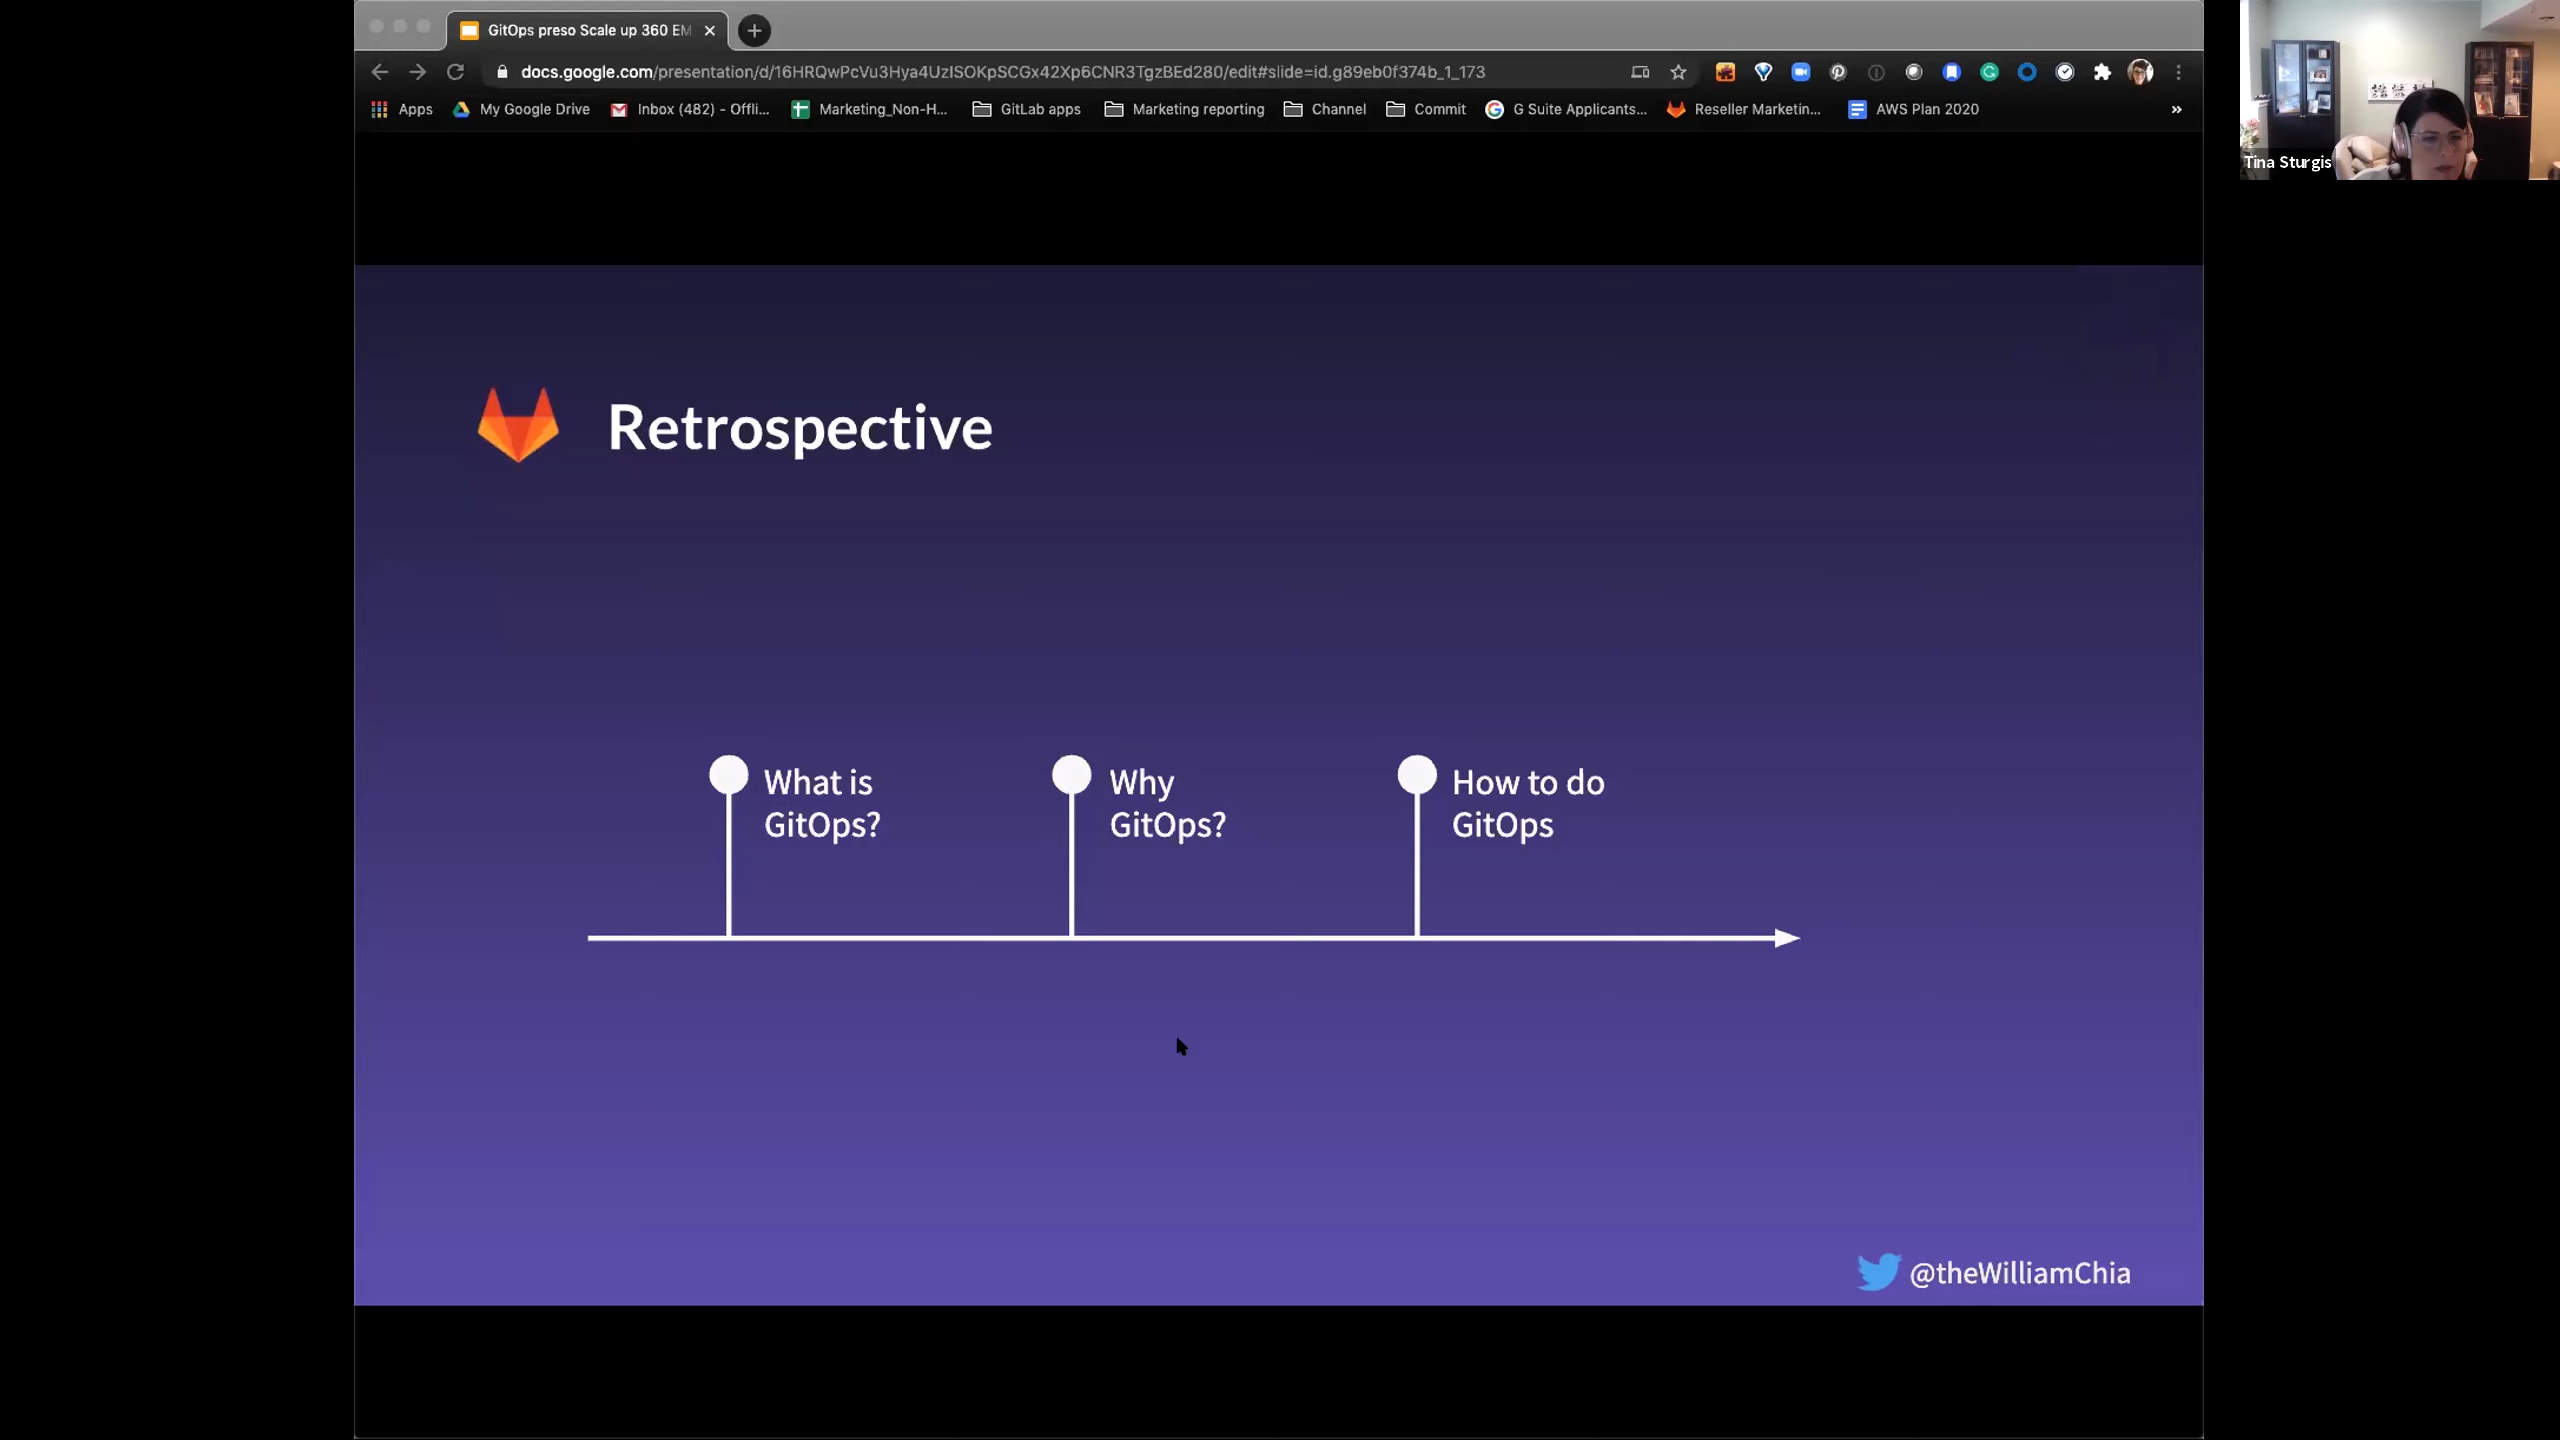 GitOps preso Scale up 360 EM
docs.google.com/presentation/d/16HRQwPcVu3Hya4UzISOKpSCGx42Xp6CNR3TgzBEd280/edit#slide=id.g89eb0f374b_1_173
Apps My Google Drive Inbox (482) - Offli... Marketing_Non-H... GitLab apps Marketing reporting Channel Commit G Suite Applicants... Reseller Marketin... AWS Plan 2020 »
Tina Sturgis
Retrospective
What is
GitOps?
Why
GitOps?
How to do
GitOps
@theWilliamChia